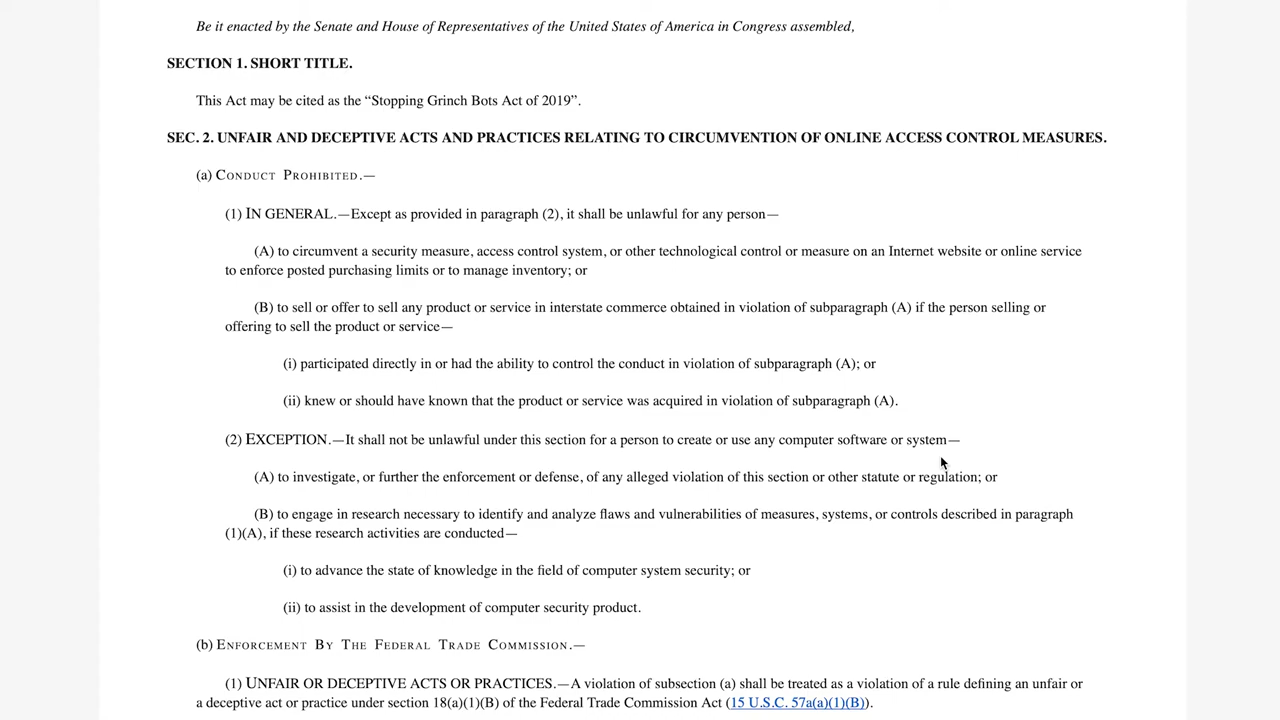 Be it enacted by the Senate and House of Representatives of the United States of America in Congress assembled,
SECTION 1. SHORT TITLE.
This Act may be cited as the “Stopping Grinch Bots Act of 2019”.
SEC. 2. UNFAIR AND DECEPTIVE ACTS AND PRACTICES RELATING TO CIRCUMVENTION OF ONLINE ACCESS CONTROL MEASURES.
(a) Conduct Prohibited.—
(1) IN GENERAL.—Except as provided in paragraph (2), it shall be unlawful for any person—
(A) to circumvent a security measure, access control system, or other technological control or measure on an Internet website or online service
to enforce posted purchasing limits or to manage inventory; or
(B) to sell or offer to sell any product or service in interstate commerce obtained in violation of subparagraph (A) if the person selling or
offering to sell the product or service—
(i) participated directly in or had the ability to control the conduct in violation of subparagraph (A); or
(ii) knew or should have known that the product or service was acquired in violation of subparagraph (A).
(2) EXCEPTION.—It shall not be unlawful under this section for a person to create or use any computer software or system—
(A) to investigate, or further the enforcement or defense, of any alleged violation of this section or other statute or regulation; or
(B) to engage in research necessary to identify and analyze flaws and vulnerabilities of measures, systems, or controls described in paragraph
(1)(A), if these research activities are conducted—
(i) to advance the state of knowledge in the field of computer system security; or
(ii) to assist in the development of computer security product.
(b) Enforcement By The Federal Trade Commission.—
(1) UNFAIR OR DECEPTIVE ACTS OR PRACTICES.—A violation of subsection (a) shall be treated as a violation of a rule defining an unfair or
a deceptive act or practice under section 18(a)(1)(B) of the Federal Trade Commission Act (15 U.S.C. 57a(a)(1)(B)).